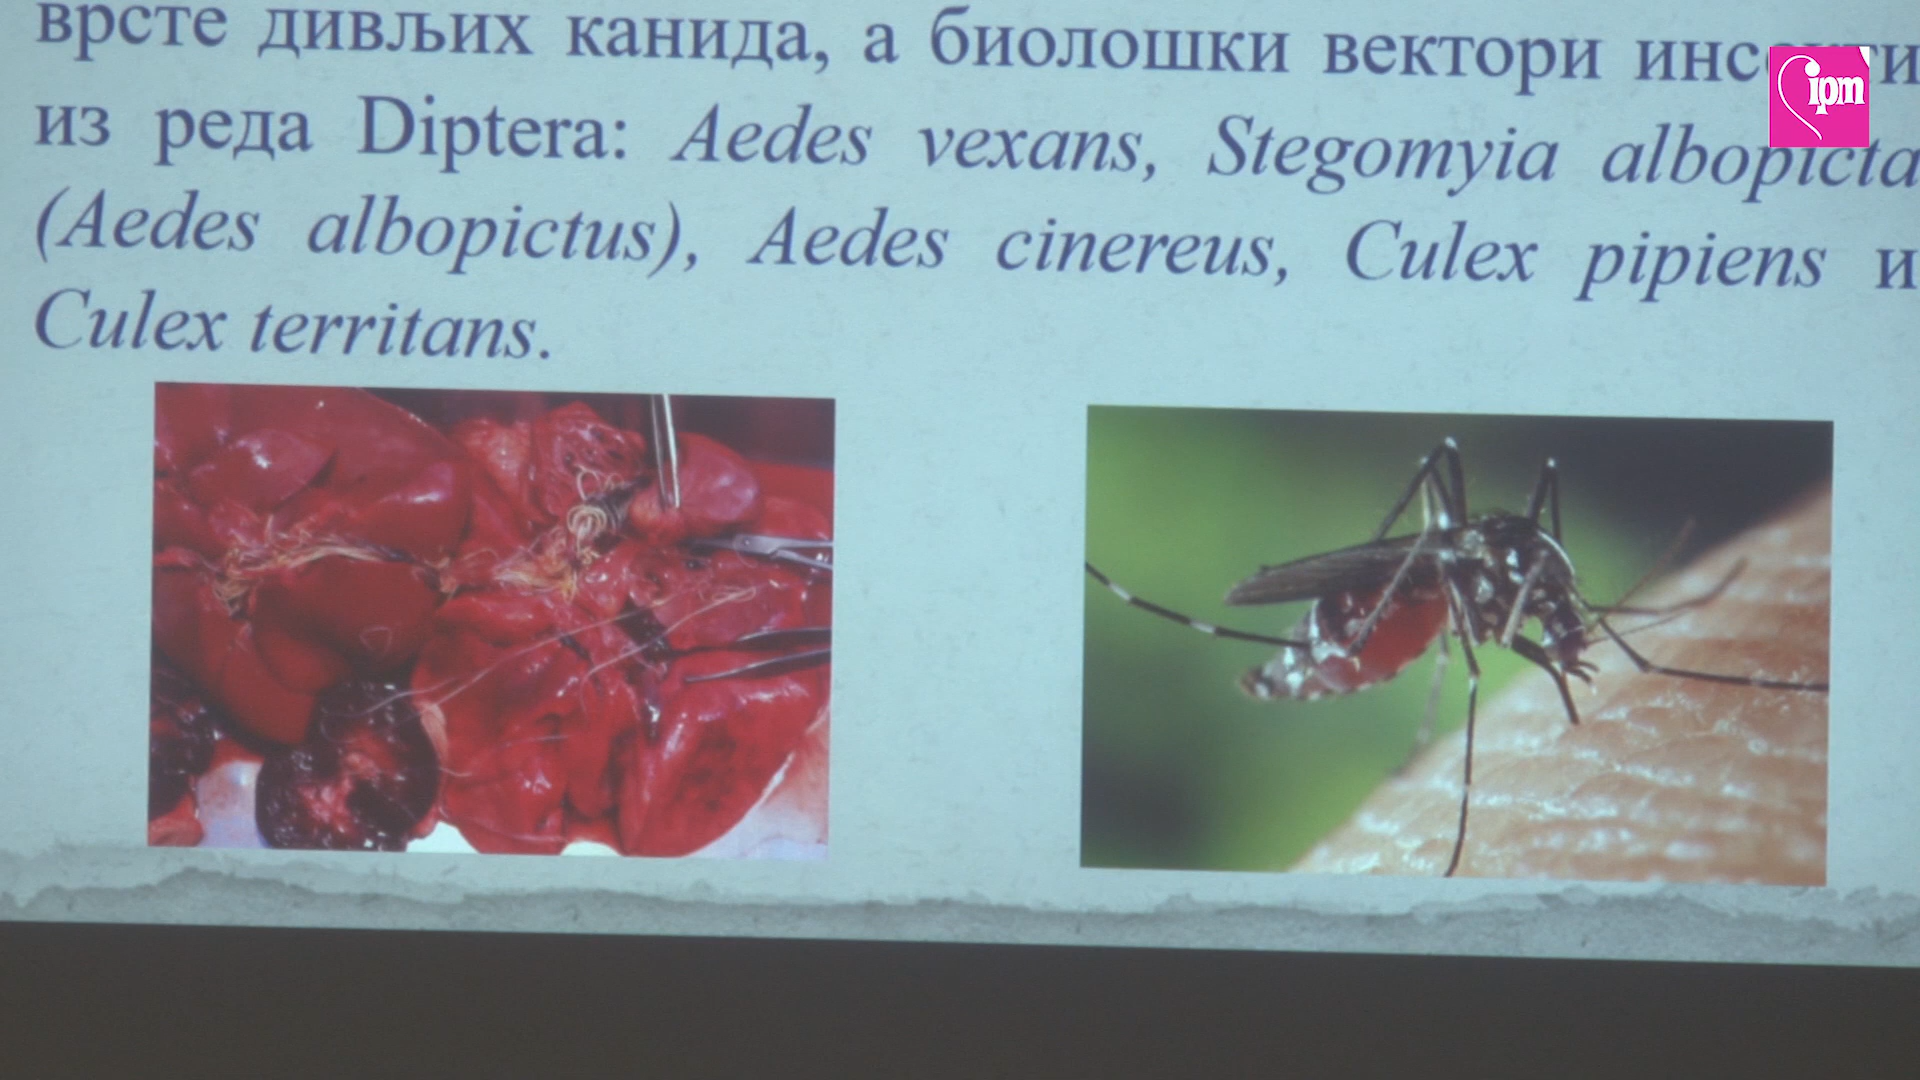 врсте дивљих канида, а биолошки вектори
из реда Diptera: Aedes vexans, Stegomyia albopicta
(Aedes albopictus), Aedes cinereus, Culex pipiens и
Culex territans.
ipm